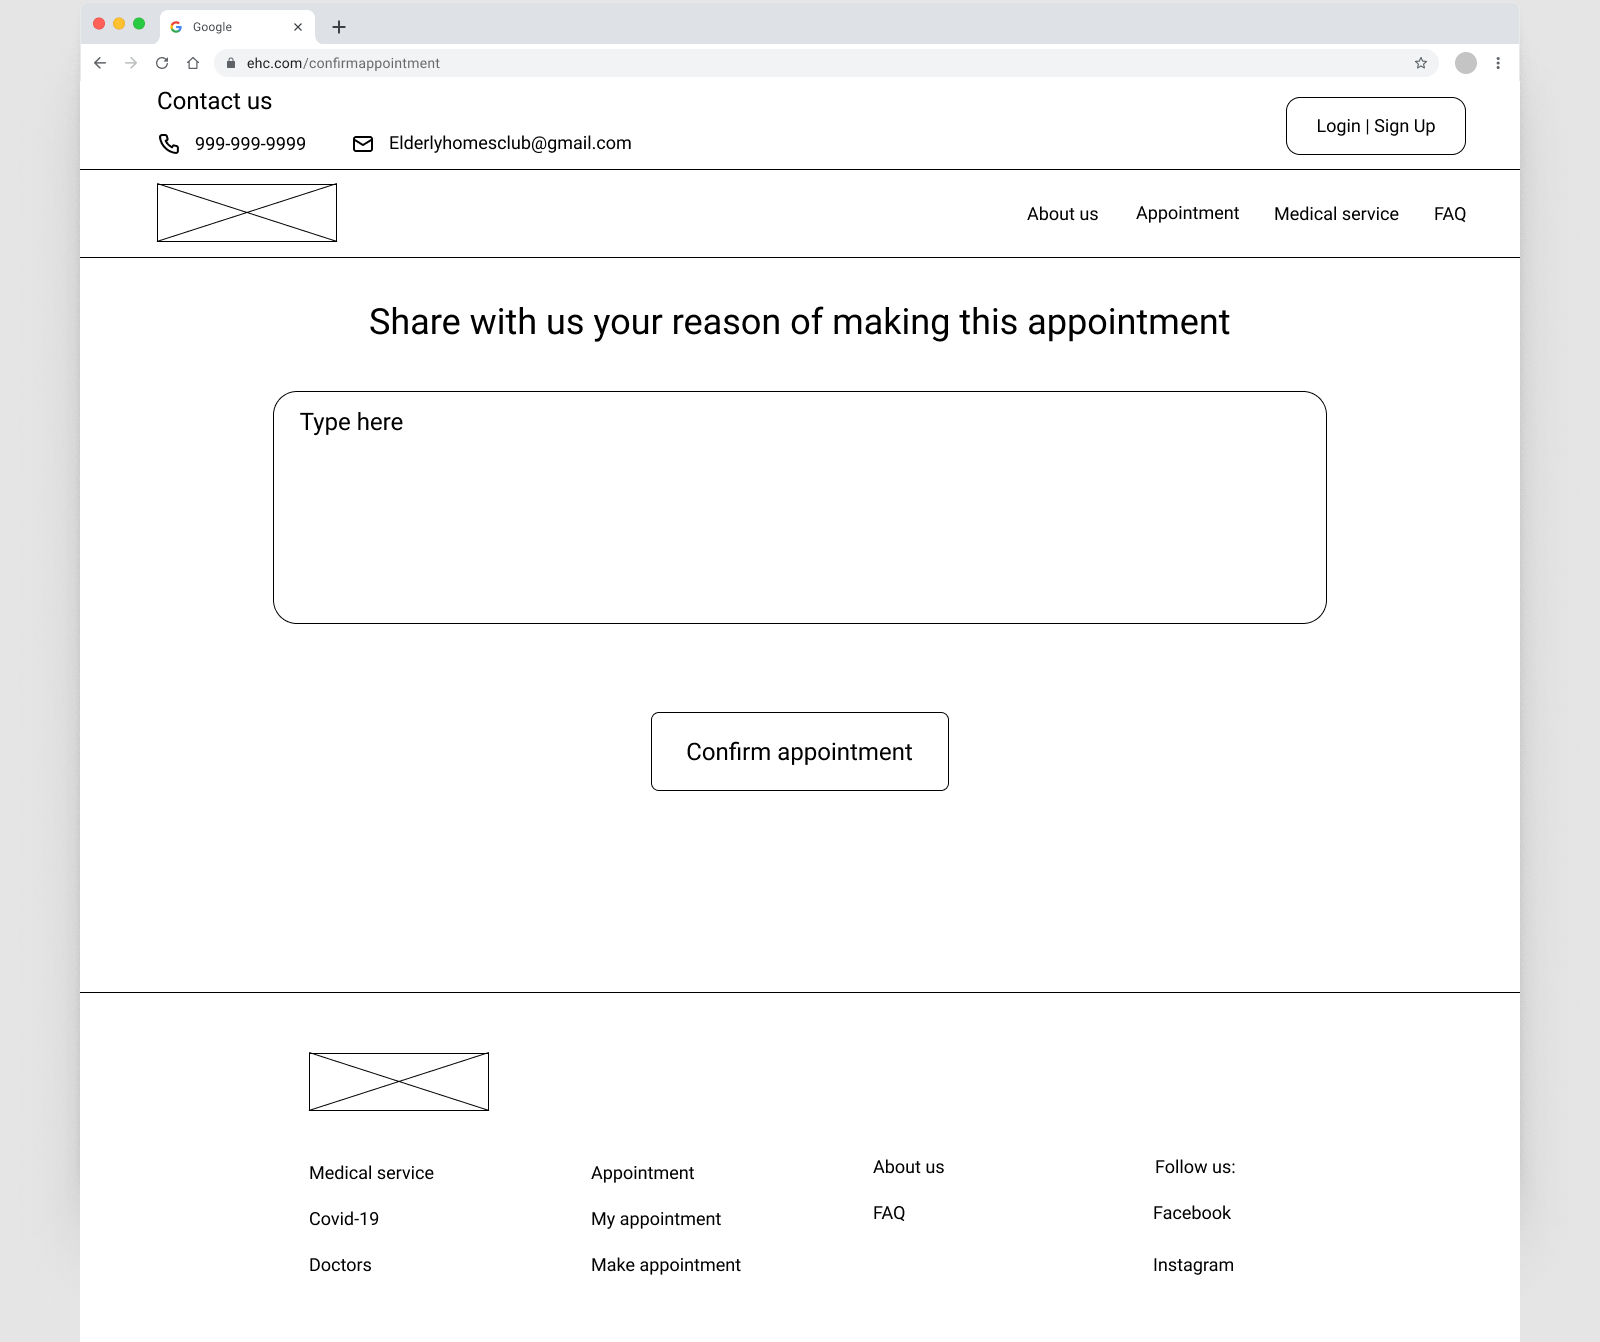 Google
ehc.com/confirmappointment
Contact us
999-999-9999 Elderlyhomesclub@gmail.com
Login | Sign Up
About us Appointment Medical service FAQ
Share with us your reason of making this appointment
Type here
Confirm appointment
Medical service Appointment About us Follow us:
Covid-19 My appointment FAQ Facebook
Doctors Make appointment Instagram